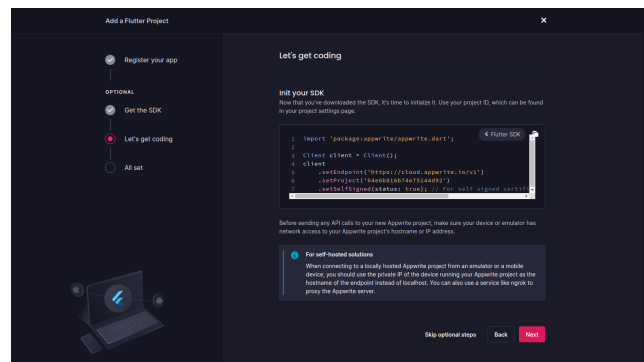 Add a Flutter Project
Register your app
OPTIONAL
Get the SDK
Let's get coding
All set
Let's get coding
Init your SDK
Now that you've downloaded the SDK, it's time to initialize it. Use your project ID, which can be found
in your project settings page.
Flutter SDK
1 import 'package:appwrite/appwrite.dart';
2
3 Client client = Client();
4 client
5 .setEndpoint('https://cloud.appwrite.io/v1')
6 .setProject('64e6b816b74e75144d92')
7 .setSelfSigned(status: true); // For self signed certif
Before sending any API calls to your new Appwrite project, make sure your device or emulator has
network access to your Appwrite project's hostname or IP address.
For self-hosted solutions
When connecting to a locally hosted Appwrite project from an emulator or a mobile
device, you should use the private IP of the device running your Appwrite project as the
hostname of the endpoint instead of localhost. You can also use a service like ngrok to
proxy the Appwrite server.
Skip optional steps
Back
Next